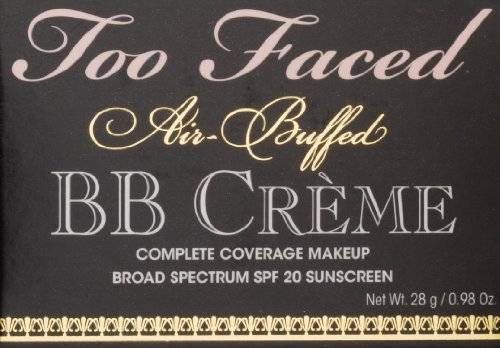 Too Faced
Air-Buffed
BB CRÈME
COMPLETE COVERAGE MAKEUP
BROAD SPECTRUM SPF 20 SUNSCREEN
Net Wt. 28 g / 0.98 Oz.